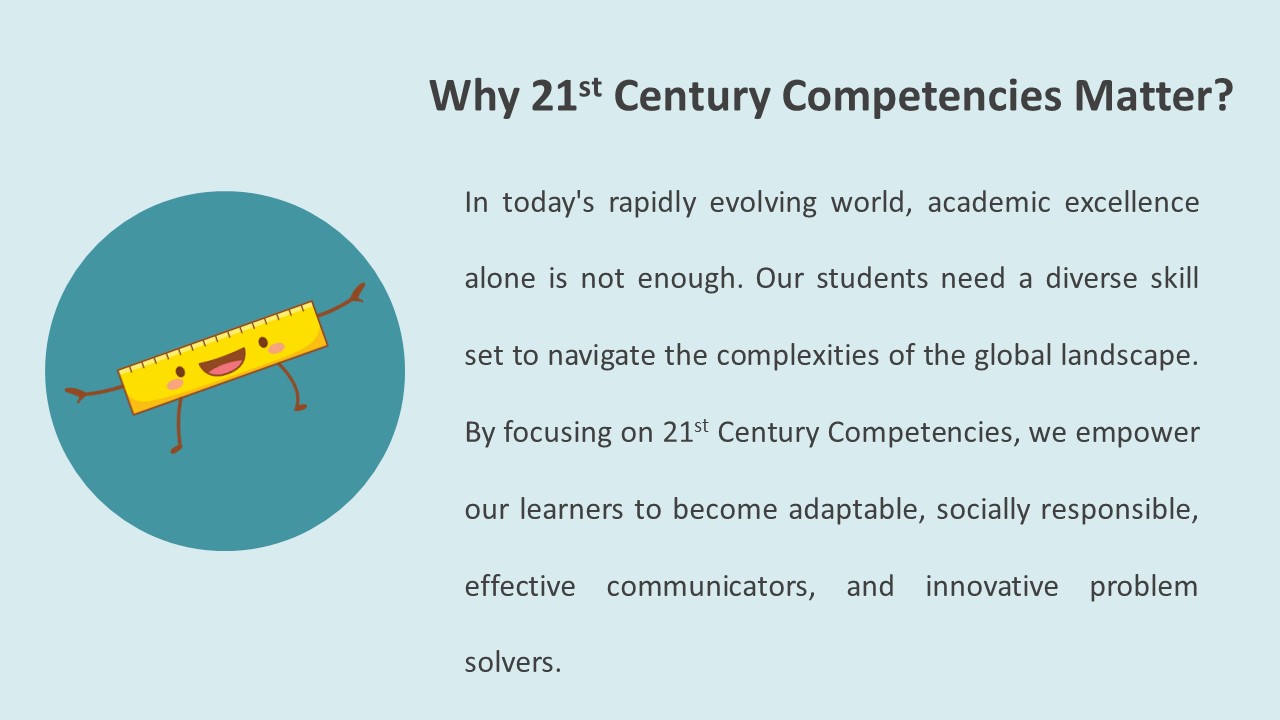 Why 21st Century Competencies Matter?
In today's rapidly evolving world, academic excellence
alone is not enough. Our students need a diverse skill
set to navigate the complexities of the global landscape.
By focusing on 21st Century Competencies, we empower
our learners to become adaptable, socially responsible,
effective communicators, and innovative problem
solvers.